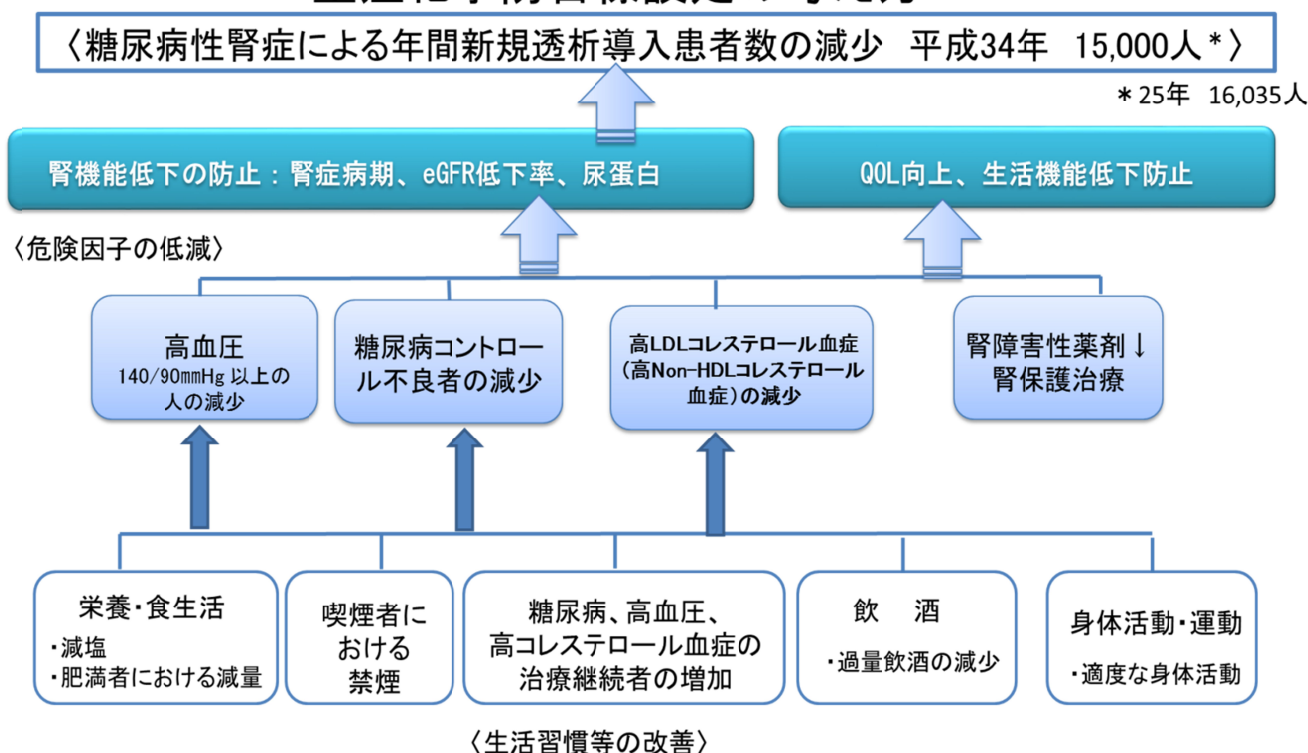 〈糖尿病性腎症による年間新規透析導入患者数の減少 平成34年 15,000人*〉
*25年 16,035人
腎機能低下の防止：腎症病期、eGFR低下率、尿蛋白
QOL向上、生活機能低下防止
〈危険因子の低減〉
高血圧
140/90mmHg 以上の
人の減少
糖尿病コントロー
ル不良者の減少
高LDLコレステロール血症
(高Non-HDLコレステロール
血症)の減少
腎障害性薬剤↓
腎保護治療
栄養・食生活
・減塩
・肥満者における減量
喫煙者に
おける
禁煙
糖尿病、高血圧、
高コレステロール血症の
治療継続者の増加
飲 酒
・過量飲酒の減少
身体活動・運動
・適度な身体活動
〈生活習慣等の改善〉